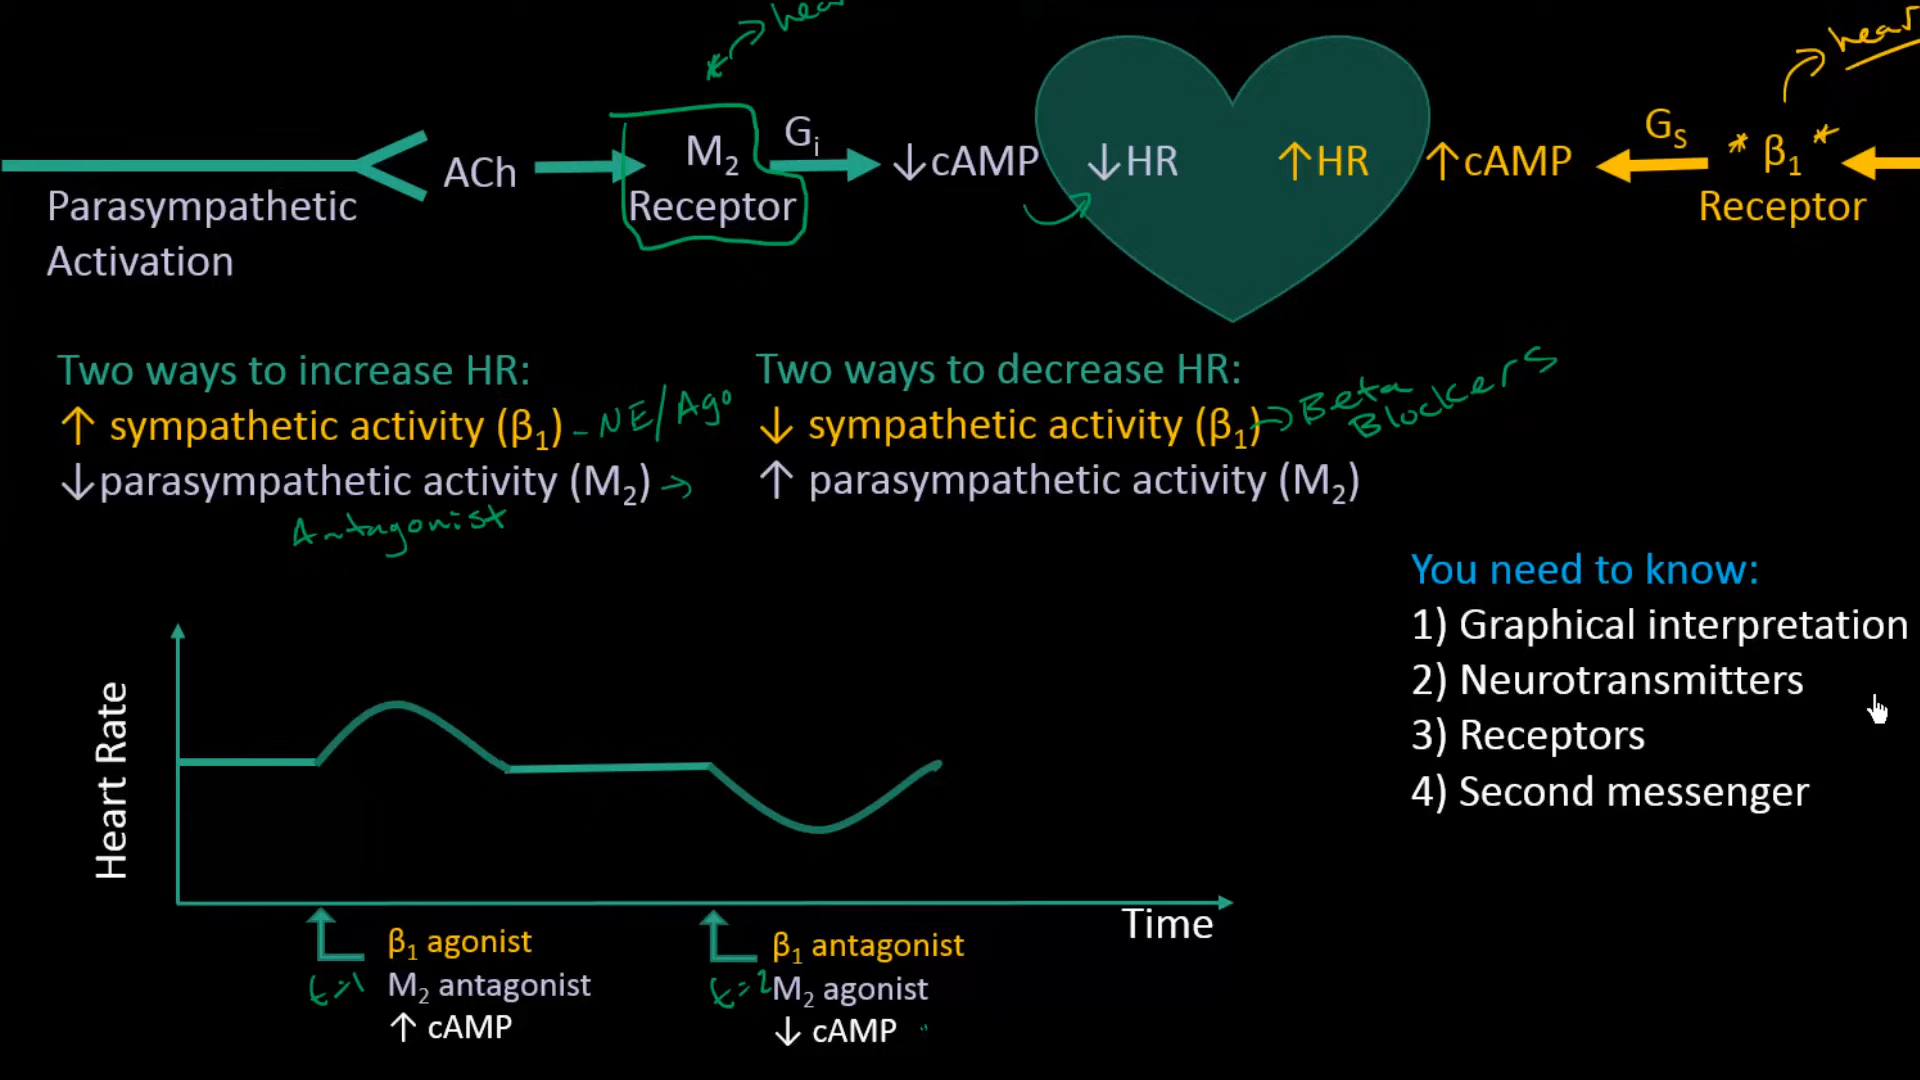 hear
hear
ACh
M₂
Receptor
Gᵢ
↓cAMP
↓HR
↑HR
↑cAMP
Gₛ
* β₁ *
Receptor
Parasympathetic
Activation
Two ways to increase HR:
↑ sympathetic activity (β₁) - NE/Ago
↓parasympathetic activity (M₂) →
Antagonist
Two ways to decrease HR:
↓ sympathetic activity (β₁) → Beta
Blockers
↑ parasympathetic activity (M₂)
You need to know:
1) Graphical interpretation
2) Neurotransmitters
3) Receptors
4) Second messenger
Heart Rate
Time
t=1
β₁ agonist
M₂ antagonist
↑ cAMP
t=2
β₁ antagonist
M₂ agonist
↓ cAMP